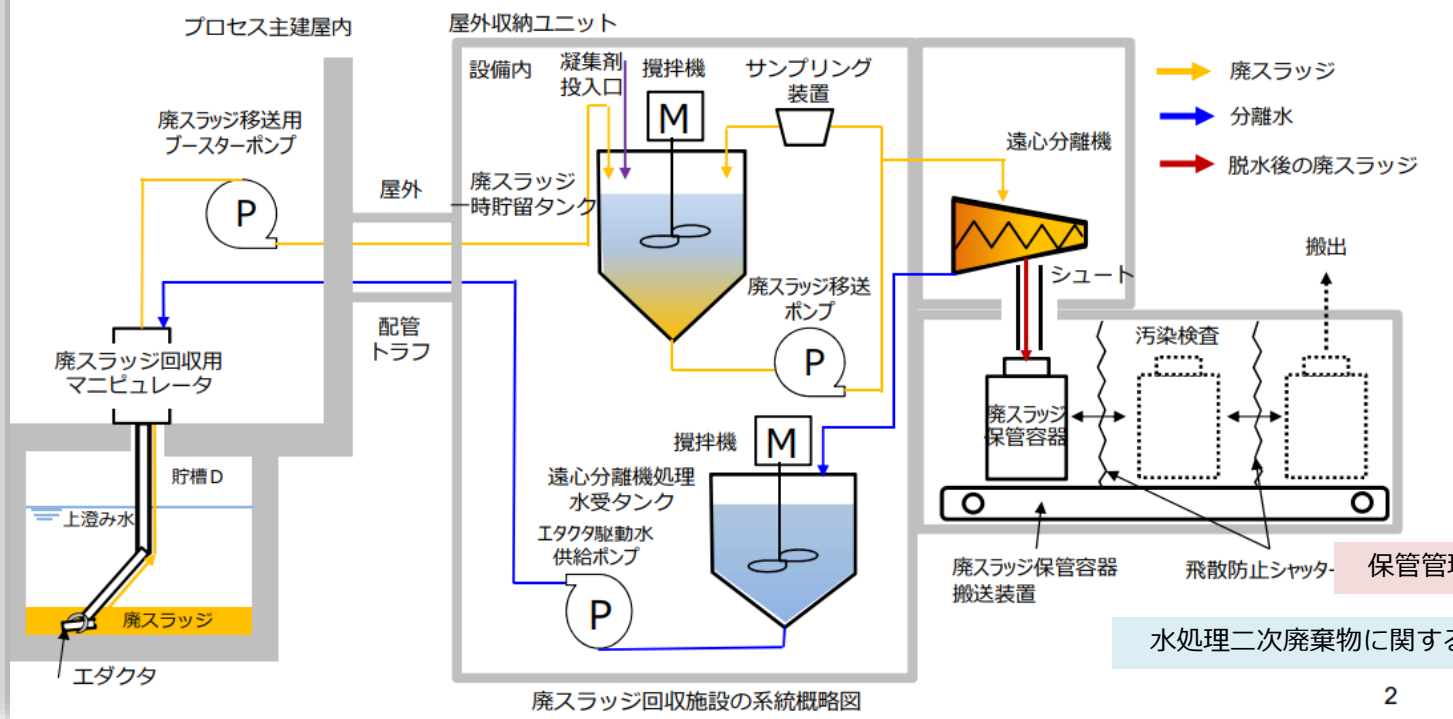 プロセス主建屋内
屋外収納ユニット
設備内
凝集剤
投入口
攪拌機
サンプリング
装置
M
廃スラッジ
分離水
脱水後の廃スラッジ
廃スラッジ移送用
ブースターポンプ
P
屋外
廃スラッジ
一時貯留タンク
遠心分離機
シュート
搬出
廃スラッジ移送
ポンプ
P
配管
トラフ
廃スラッジ回収用
マニピュレータ
汚染検査
廃スラッジ
保管容器
貯槽D
上澄み水
廃スラッジ
エダクタ
攪拌機
M
遠心分離機処理
水受タンク
エタクタ駆動水
供給ポンプ
P
廃スラッジ保管容器
搬送装置
飛散防止シャッター
保管管理
水処理二次廃棄物に関する
廃スラッジ回収施設の系統概略図
2